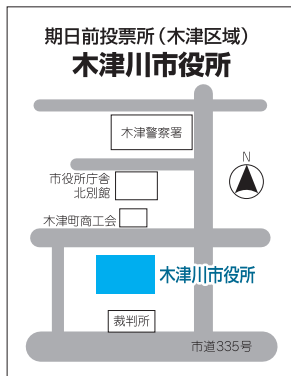 期日前投票所（木津区域）
木津川市役所
木津警察署
N
市役所庁舎
北別館
木津町商工会
木津川市役所
裁判所
市道335号